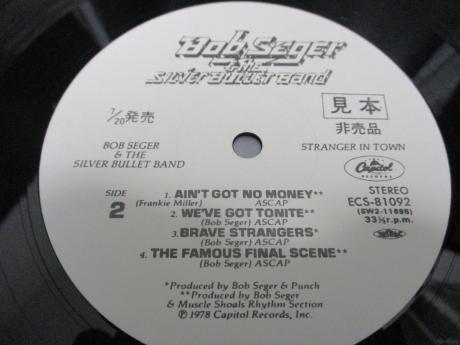 Bob Seger
& the
Silver Bullet Band
7/20発売
見本
非売品
BOB SEGER
& THE
SILVER BULLET BAND
STRANGER IN TOWN
Capitol
RECORDS
SIDE
2
STEREO
ECS-81092
(SW2-11698)
33⅓r.p.m.
1. AIN'T GOT NO MONEY**
(Frankie Miller) ASCAP
2. WE'VE GOT TONITE**
(Bob Seger) ASCAP
3. BRAVE STRANGERS*
(Bob Seger) ASCAP
4. THE FAMOUS FINAL SCENE**
(Bob Seger) ASCAP
*Produced by Bob Seger & Punch
**Produced by Bob Seger
& Muscle Shoals Rhythm Section
Ⓟ 1978 Capitol Records, Inc.